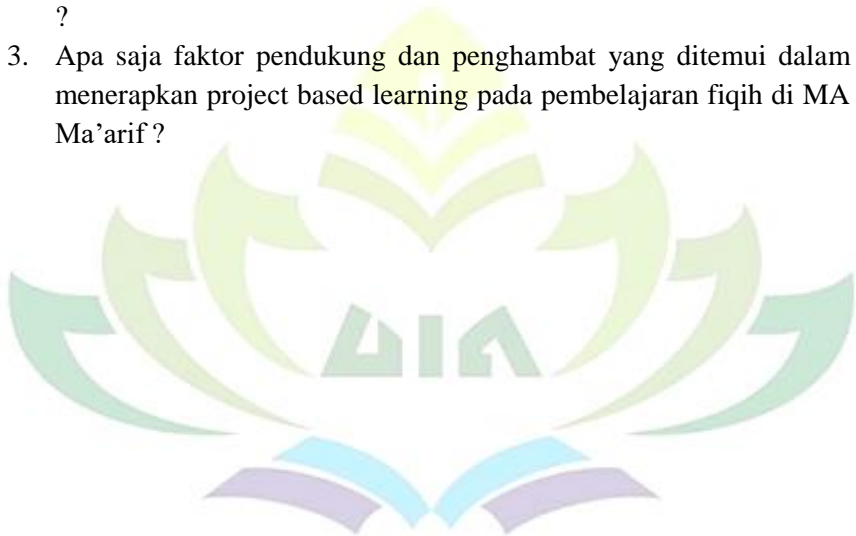 ?
3. Apa saja faktor pendukung dan penghambat yang ditemui dalam
menerapkan project based learning pada pembelajaran fiqih di MA
Ma’arif ?
UIN